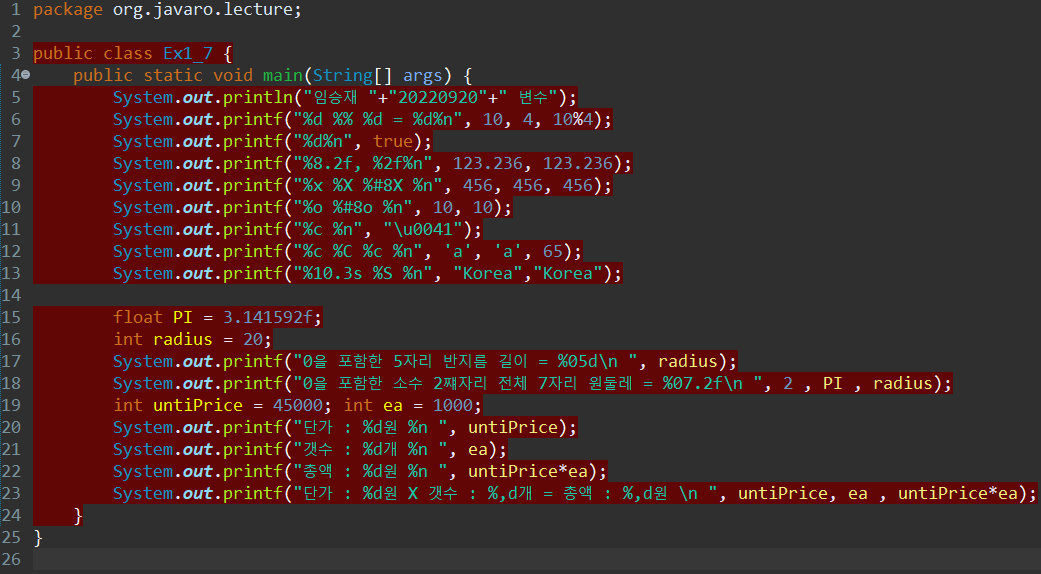 1 package org.javaro.lecture;
2
3 public class Ex1_7 {
4 public static void main(String[] args) {
5 System.out.println("임승재 "+"20220920"+" 변수");
6 System.out.printf("%d %% %d = %d%n", 10, 4, 10%4);
7 System.out.printf("%d%n", true);
8 System.out.printf("%8.2f, %2f%n", 123.236, 123.236);
9 System.out.printf("%x %X %#8X %n", 456, 456, 456);
10 System.out.printf("%o %#8o %n", 10, 10);
11 System.out.printf("%c %n", "\u0041");
12 System.out.printf("%c %C %c %n", 'a', 'a', 65);
13 System.out.printf("%10.3s %S %n", "Korea","Korea");
14
15 float PI = 3.141592f;
16 int radius = 20;
17 System.out.printf("0을 포함한 5자리 반지름 길이 = %05d\n ", radius);
18 System.out.printf("0을 포함한 소수 2째자리 전체 7자리 원둘레 = %07.2f\n ", 2 , PI , radius);
19 int untiPrice = 45000; int ea = 1000;
20 System.out.printf("단가 : %d원 %n ", untiPrice);
21 System.out.printf("갯수 : %d개 %n ", ea);
22 System.out.printf("총액 : %d원 %n ", untiPrice*ea);
23 System.out.printf("단가 : %d원 X 갯수 : %,d개 = 총액 : %,d원 \n ", untiPrice, ea , untiPrice*ea);
24 }
25 }
26